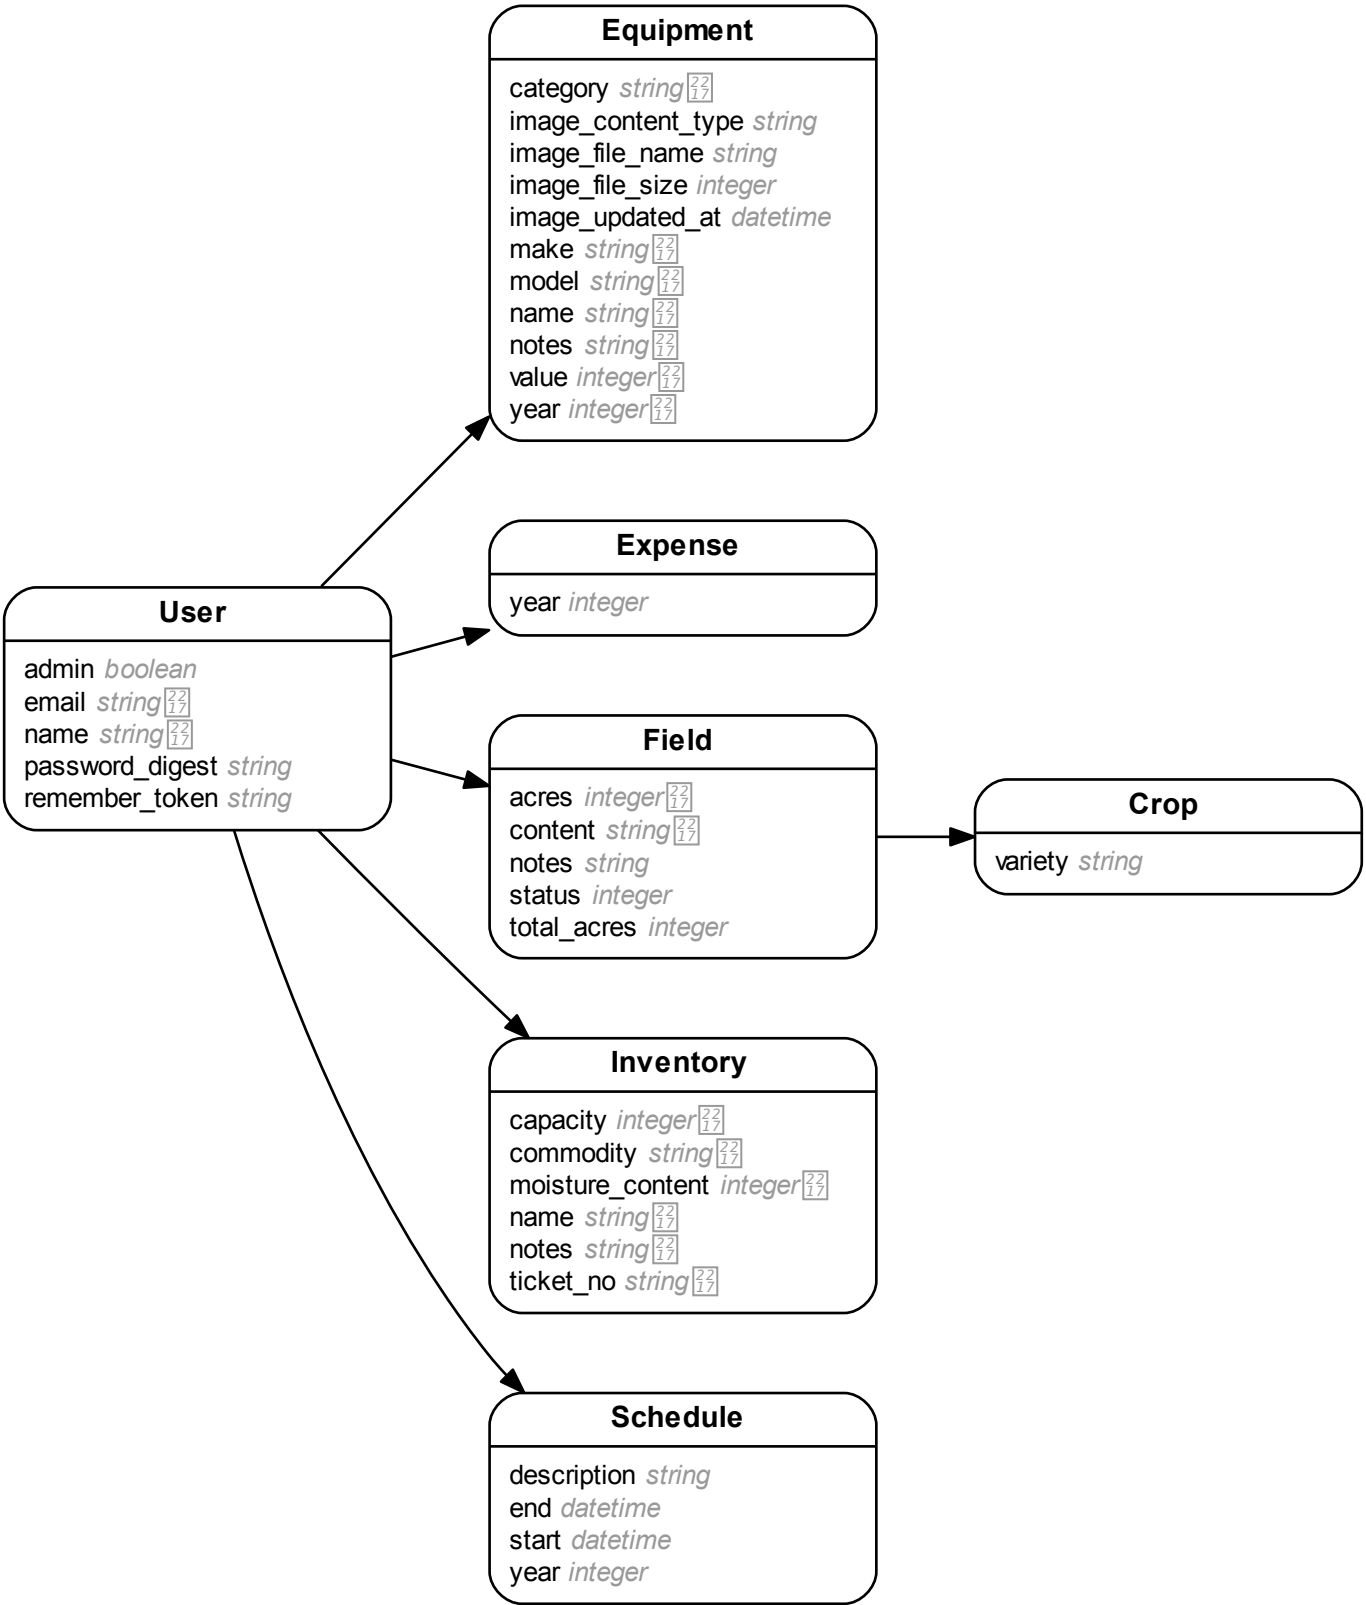 Equipment
category string ∗
image_content_type string
image_file_name string
image_file_size integer
image_updated_at datetime
make string ∗
model string ∗
name string ∗
notes string ∗
value integer ∗
year integer ∗
Expense
year integer
User
admin boolean
email string ∗
name string ∗
password_digest string
remember_token string
Field
acres integer ∗
content string ∗
notes string
status integer
total_acres integer
Crop
variety string
Inventory
capacity integer ∗
commodity string ∗
moisture_content integer ∗
name string ∗
notes string ∗
ticket_no string ∗
Schedule
description string
end datetime
start datetime
year integer